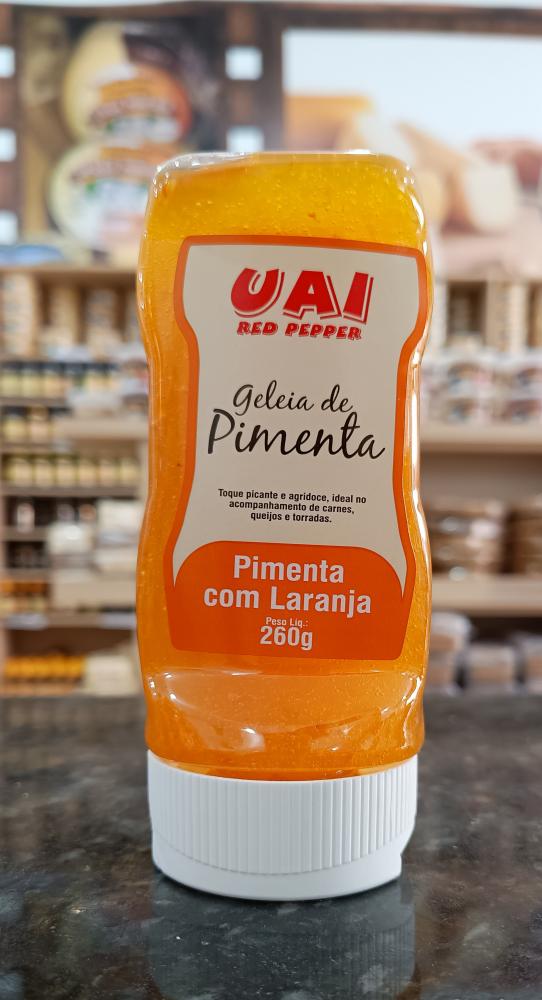 UAI
RED PEPPER
Geleia de
Pimenta
Toque picante e agridoce, ideal no
acompanhamento de carnes,
queijos e torradas.
Pimenta
com Laranja
Peso Líq.:
260g